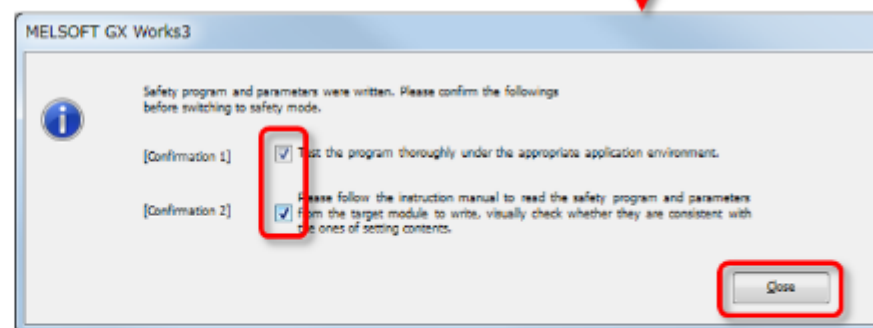 MELSOFT GX Works3
Safety program and parameters were written. Please confirm the followings
before switching to safety mode.
[Confirmation 1]
Test the program thoroughly under the appropriate application environment.
[Confirmation 2]
Please follow the instruction manual to read the safety program and parameters
from the target module to write, visually check whether they are consistent with
the ones of setting contents.
Close